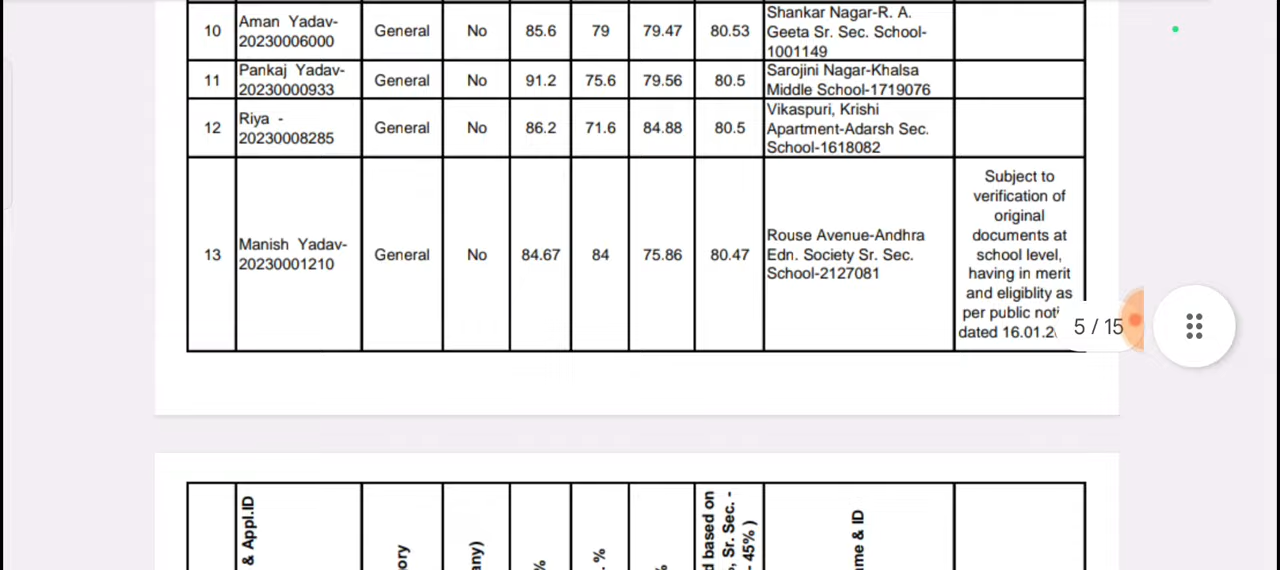 10 Aman Yadav- General No 85.6 79 79.47 80.53 Shankar Nagar-R. A.
20230006000 Geeta Sr. Sec. School-
1001149
11 Pankaj Yadav- General No 91.2 75.6 79.56 80.5 Sarojini Nagar-Khalsa
20230000933 Middle School-1719076
12 Riya - General No 86.2 71.6 84.88 80.5 Vikaspuri, Krishi
20230008285 Apartment-Adarsh Sec.
School-1618082
13 Manish Yadav- General No 84.67 84 75.86 80.47 Rouse Avenue-Andhra
20230001210 Edn. Society Sr. Sec.
School-2127081
Subject to
verification of
original
documents at
school level,
having in merit
and eligiblity as
per public
dated 16.01.
5 / 15
& Appl.ID
%
. %
%
d based on
, Sr. Sec. -
- 45% )
& ID